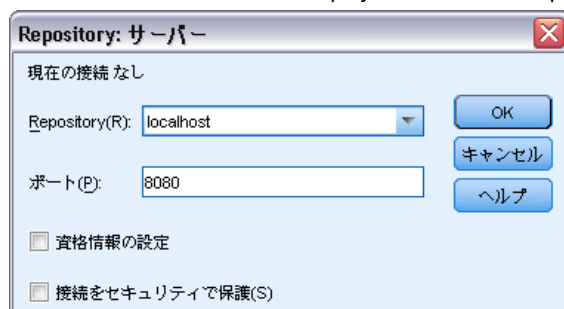 Repository: サーバー
現在の接続 なし
Repository(R): localhost
OK
キャンセル
ポート(P): 8080
ヘルプ
資格情報の設定
接続をセキュリティで保護(S)